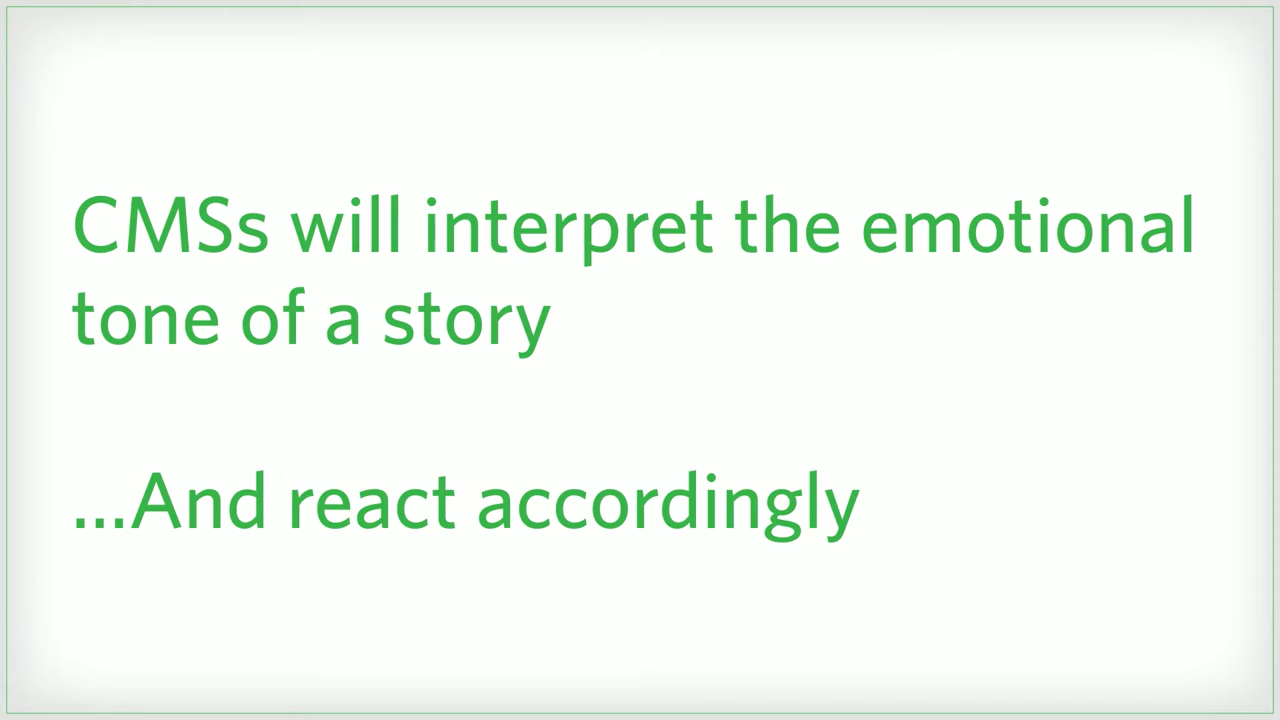 CMSs will interpret the emotional
tone of a story
...And react accordingly